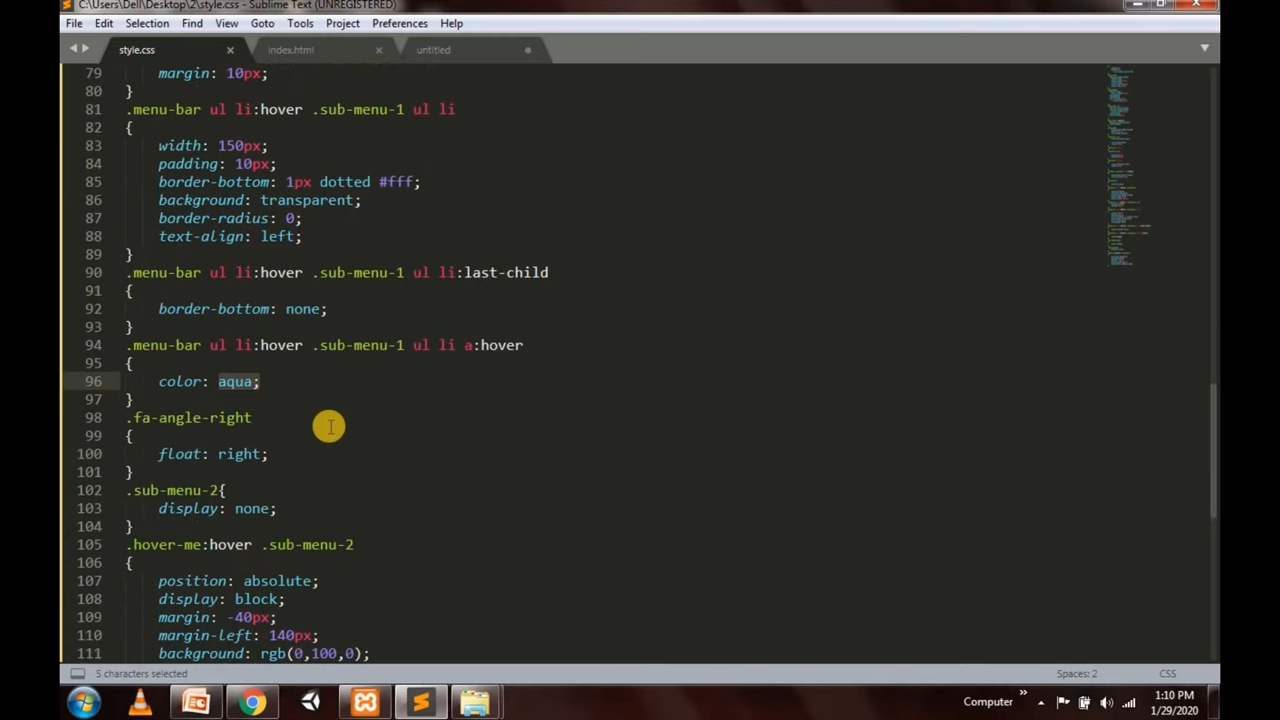 C:\Users\Dell\Desktop\2\style.css - Sublime Text (UNREGISTERED)
File Edit Selection Find View Goto Tools Project Preferences Help
style.css index.html untitled
79 margin: 10px;
80 }
81 .menu-bar ul li:hover .sub-menu-1 ul li
82 {
83 width: 150px;
84 padding: 10px;
85 border-bottom: 1px dotted #fff;
86 background: transparent;
87 border-radius: 0;
88 text-align: left;
89 }
90 .menu-bar ul li:hover .sub-menu-1 ul li:last-child
91 {
92 border-bottom: none;
93 }
94 .menu-bar ul li:hover .sub-menu-1 ul li a:hover
95 {
96 color: aqua;
97 }
98 .fa-angle-right
99 {
100 float: right;
101 }
102 .sub-menu-2{
103 display: none;
104 }
105 .hover-me:hover .sub-menu-2
106 {
107 position: absolute;
108 display: block;
109 margin: -40px;
110 margin-left: 140px;
111 background: rgb(0,100,0);
5 characters selected Spaces: 2 CSS
Computer 1:10 PM
1/29/2020